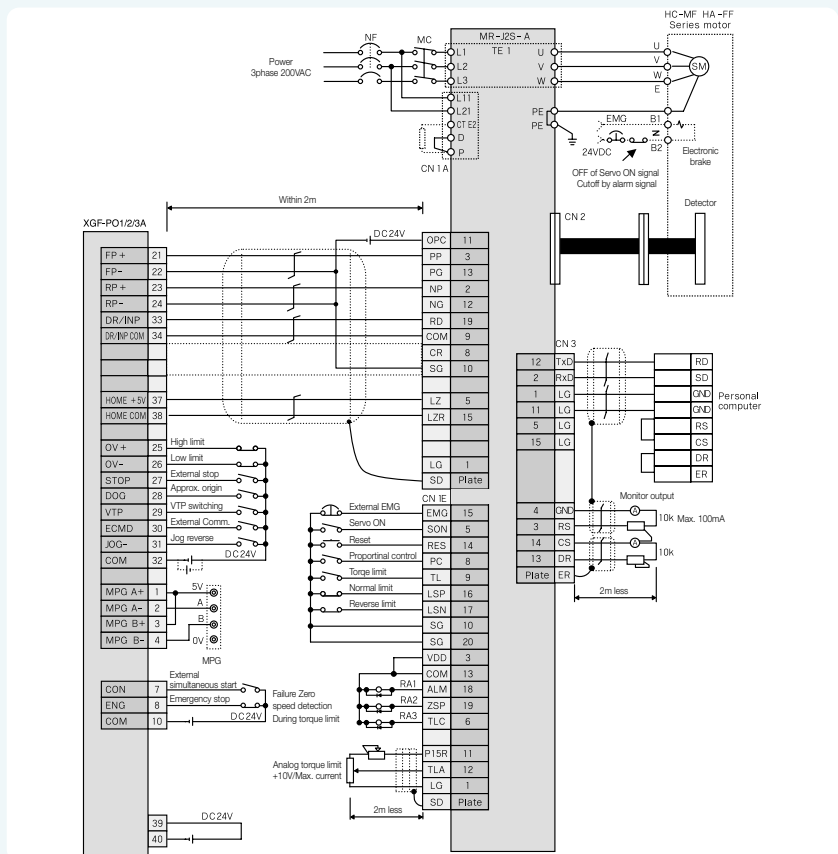 HC-MF HA-FF
Series motor
NF
MC
MR-J2S-A
TE 1
Power
3phase 200VAC
L1
L2
L3
U
V
W
U
V
W
E
SM
L11
L21
CT E2
D
P
CN 1A
PE
PE
EMG
B1
24VDC
B2
Electronic
brake
OFF of Servo ON signal
Cutoff by alarm signal
Within 2m
XGF-PO1/2/3A
CN 2
Detector
DC24V
OPC 11
FP + 21
PP 3
FP- 22
PG 13
RP + 23
NP 2
RP- 24
NG 12
DR/INP 33
RD 19
DR/INP COM 34
COM 9
CR 8
SG 10
HOME +5V 37
LZ 5
HOME COM 38
LZR 15
LG 1
SD Plate
OV + 25 High limit
OV- 26 Low limit
STOP 27 External stop
DOG 28 Approx. origin
VTP 29 VTP switching
ECMD 30 External Comm.
JOG- 31 Jog reverse
COM 32 DC24V
MPG A+ 1 5V
MPG A- 2 A
MPG B+ 3 B
MPG B- 4 0V
MPG
CON 7 External
simultaneous start
ENG 8 Emergency stop
COM 10 DC24V
39 DC24V
40
CN 1E
External EMG EMG 15
Servo ON SON 5
Reset RES 14
Proportinal control PC 8
Torqe limit TL 9
Normal limit LSP 16
Reverse limit LSN 17
SG 10
SG 20
VDD 3
COM 13
Failure Zero
speed detection
During torque limit
RA1 ALM 18
RA2 ZSP 19
RA3 TLC 6
Analog torque limit
+10V/Max. current
P15R 11
TLA 12
LG 1
SD Plate
2m less
CN 3
12 TxD RD
2 RxD SD
1 LG GND
11 LG GND
5 LG RS
15 LG CS
DR
ER
Personal
computer
Monitor output
4 GND A
3 RS 10k Max. 100mA
14 CS A
13 DR 10k
Plate ER
2m less